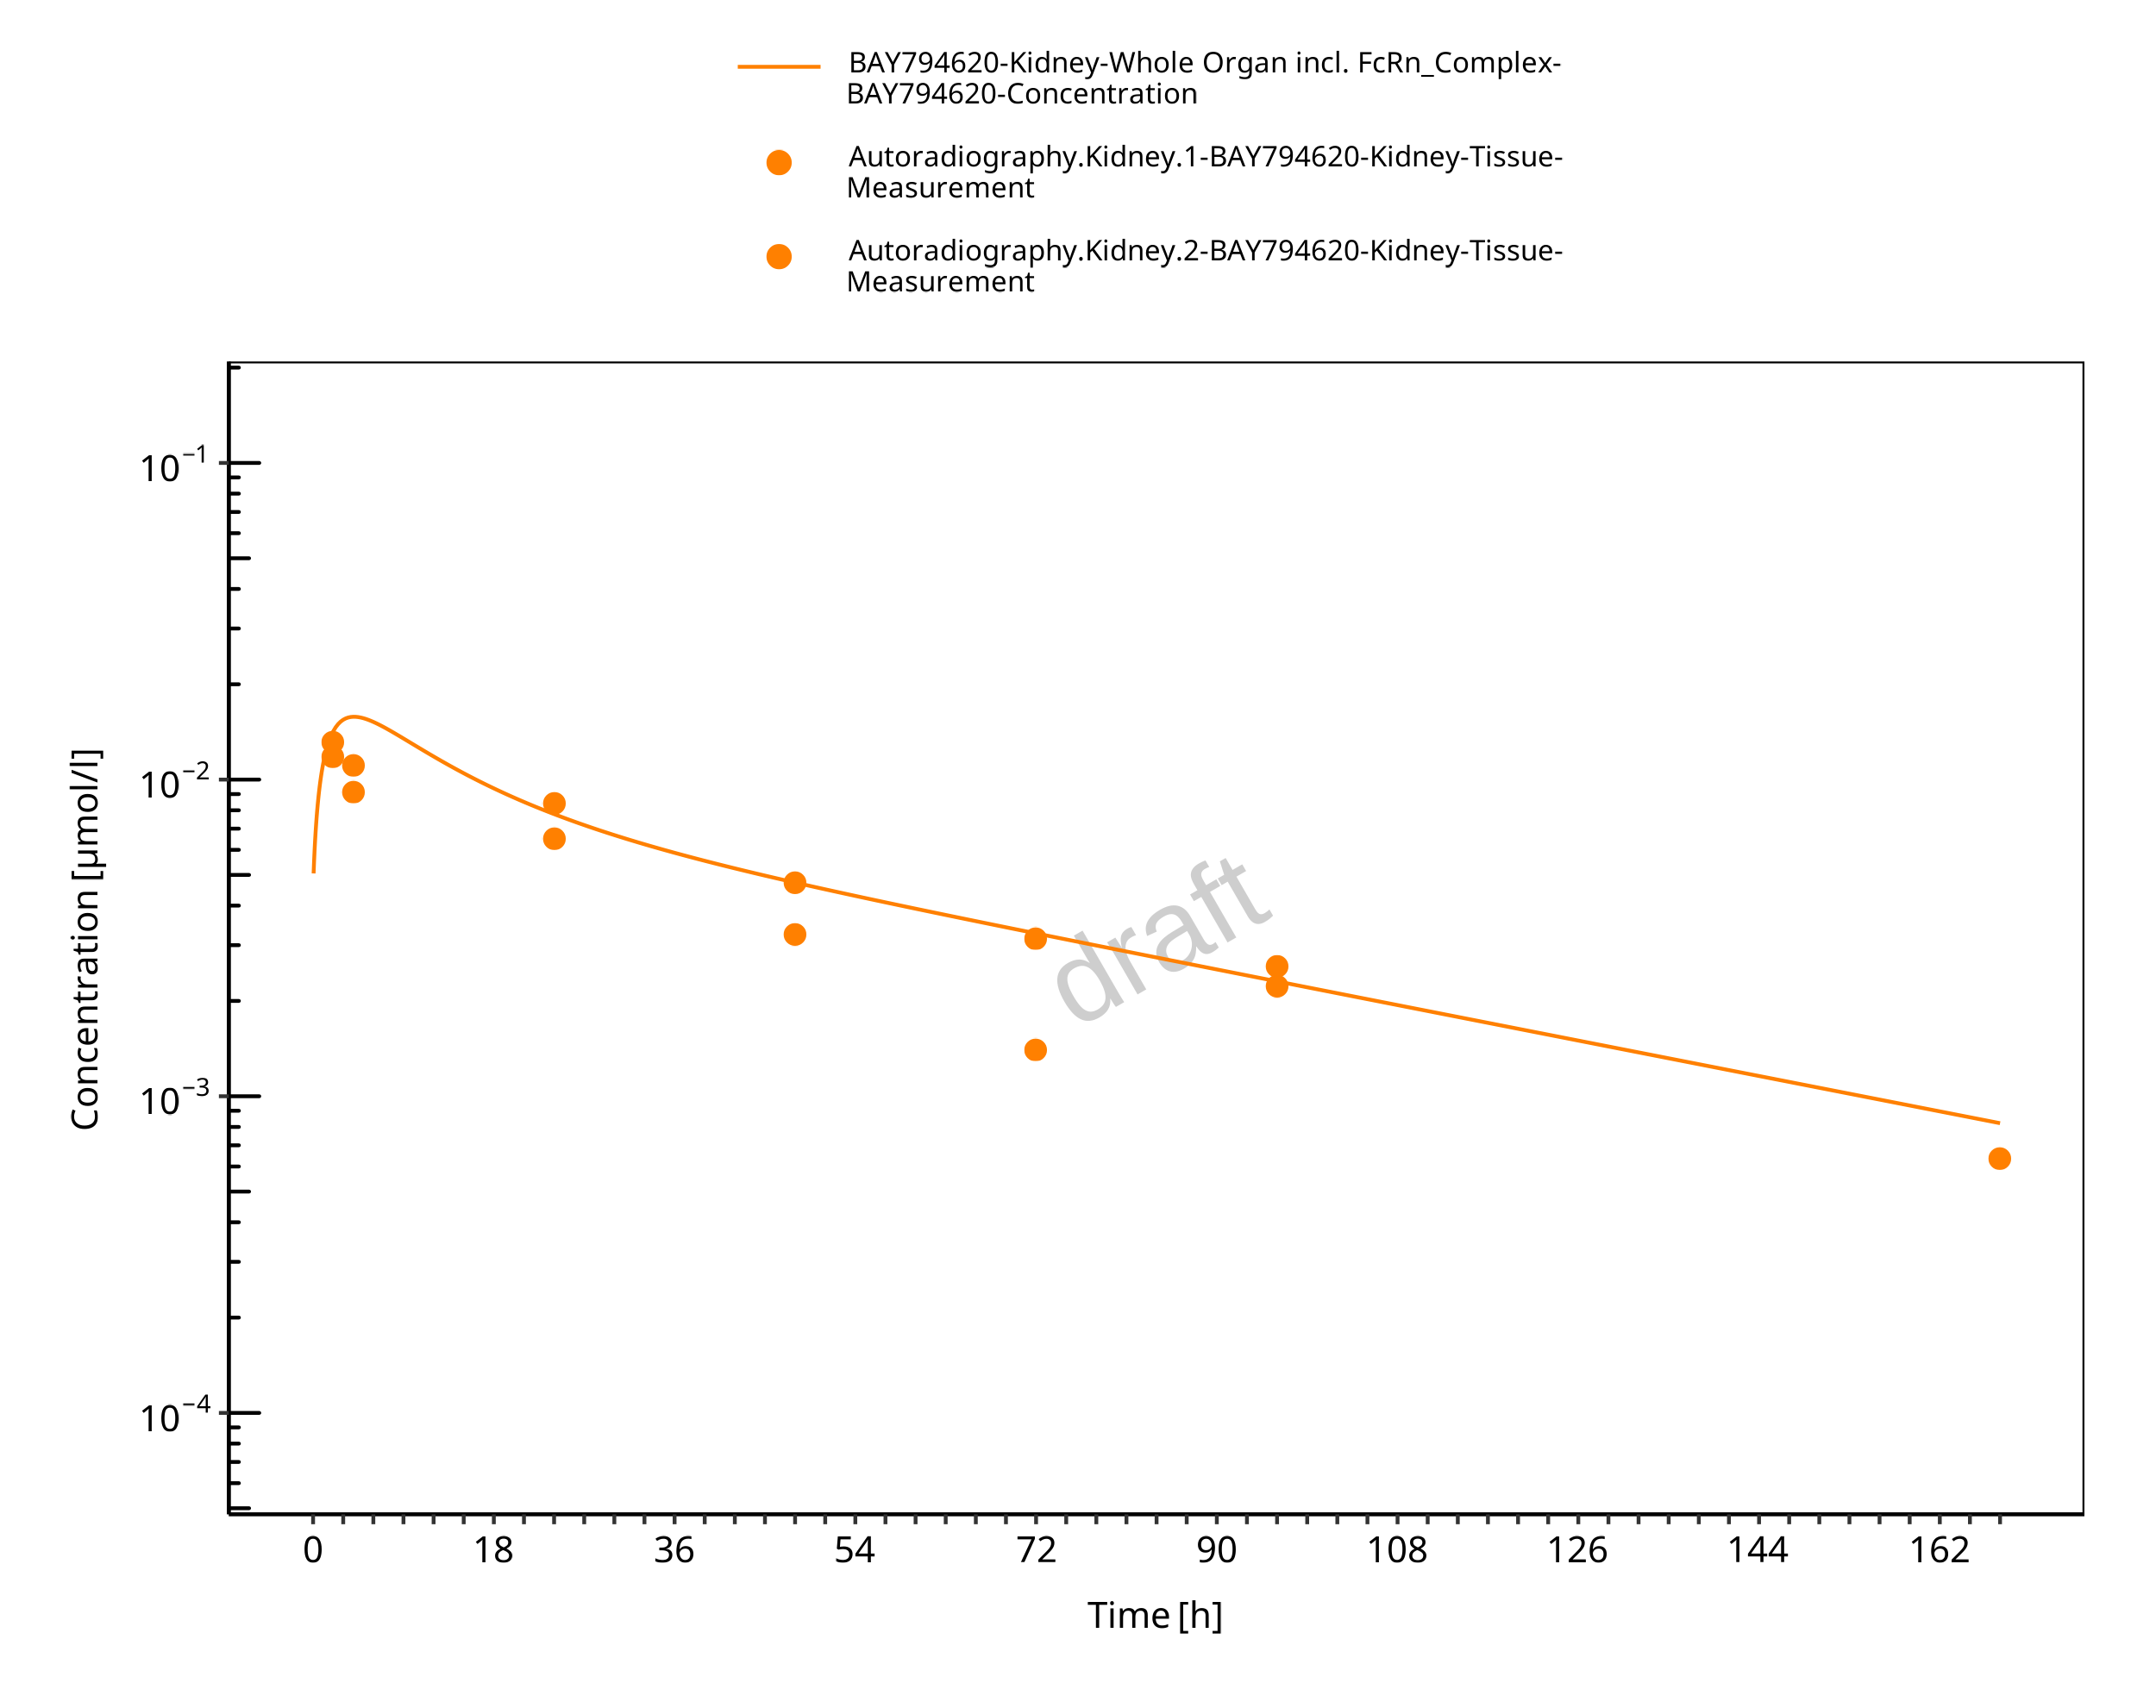 BAY794620-Kidney-Whole Organ incl. FcRn_Complex-
BAY794620-Concentration
Autoradiography.Kidney.1-BAY794620-Kidney-Tissue-
Measurement
Autoradiography.Kidney.2-BAY794620-Kidney-Tissue-
Measurement
10⁻¹
10⁻²
10⁻³
10⁻⁴
Concentration [µmol/l]
draft
0 18 36 54 72 90 108 126 144 162
Time [h]